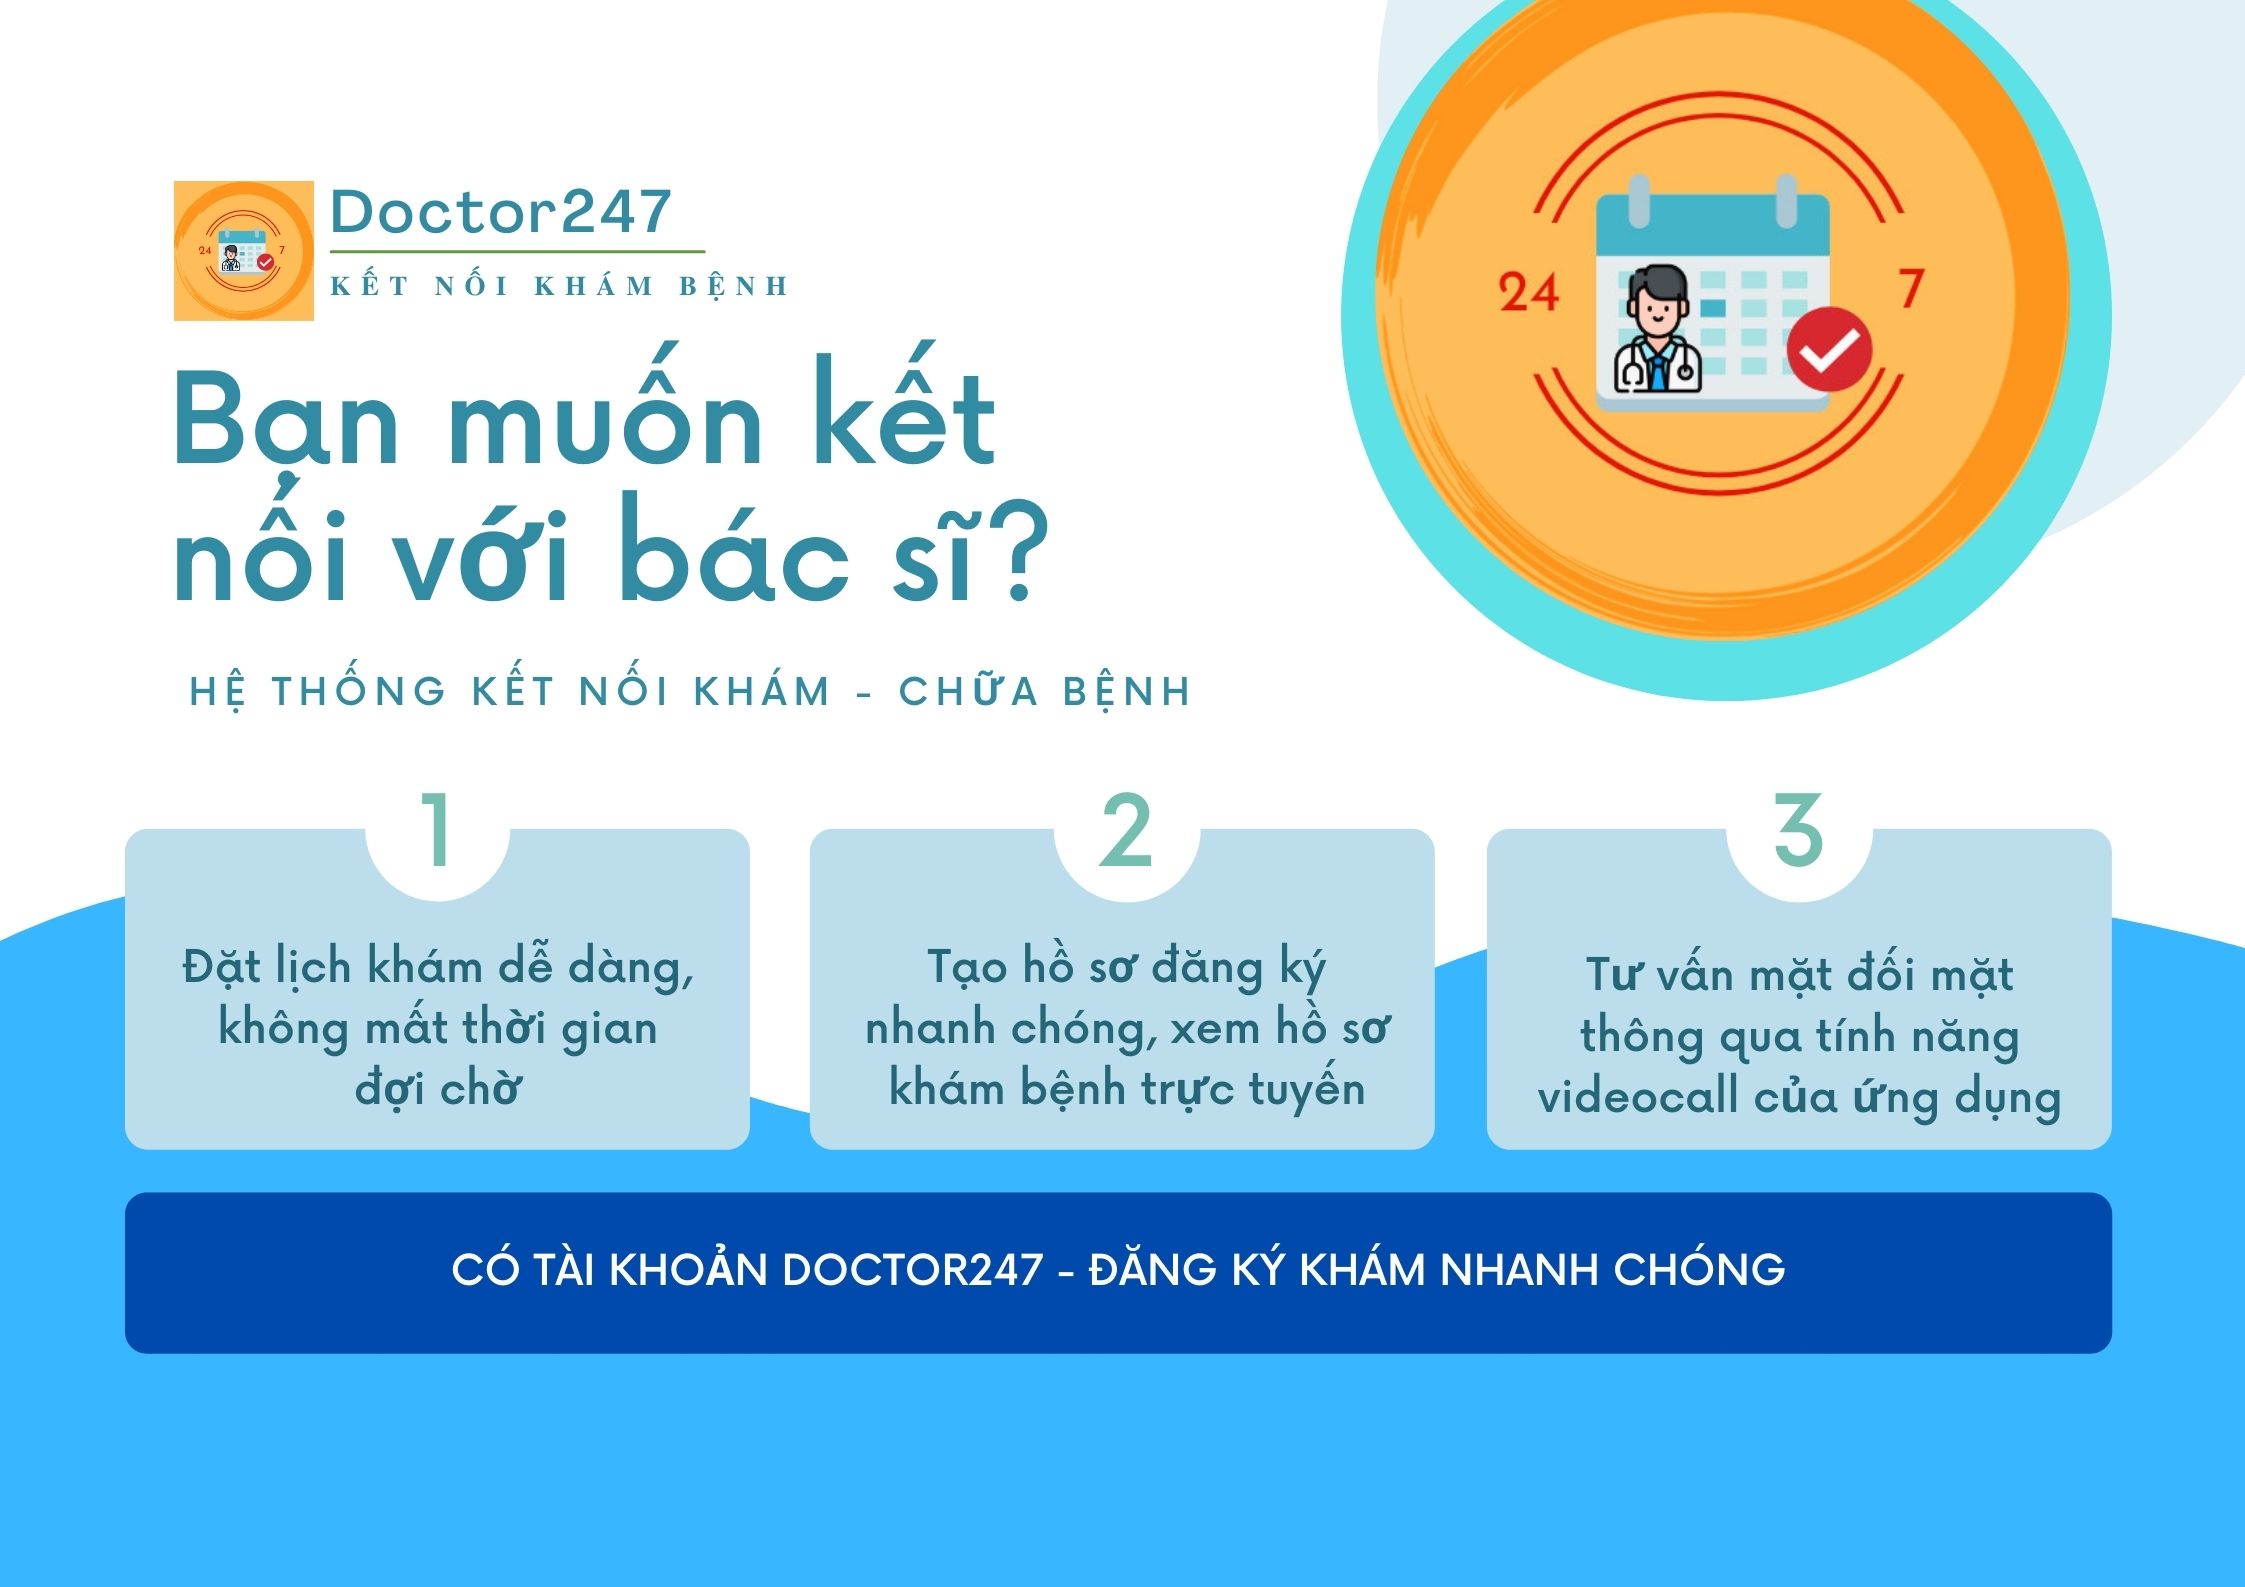 Doctor247
KẾT NỐI KHÁM BỆNH
24 7
Bạn muốn kết
nối với bác sĩ?
HỆ THỐNG KẾT NỐI KHÁM - CHỮA BỆNH
24 7
1
Đặt lịch khám dễ dàng,
không mất thời gian
đợi chờ
2
Tạo hồ sơ đăng ký
nhanh chóng, xem hồ sơ
khám bệnh trực tuyến
3
Tư vấn mặt đối mặt
thông qua tính năng
videocall của ứng dụng
CÓ TÀI KHOẢN DOCTOR247 - ĐĂNG KÝ KHÁM NHANH CHÓNG